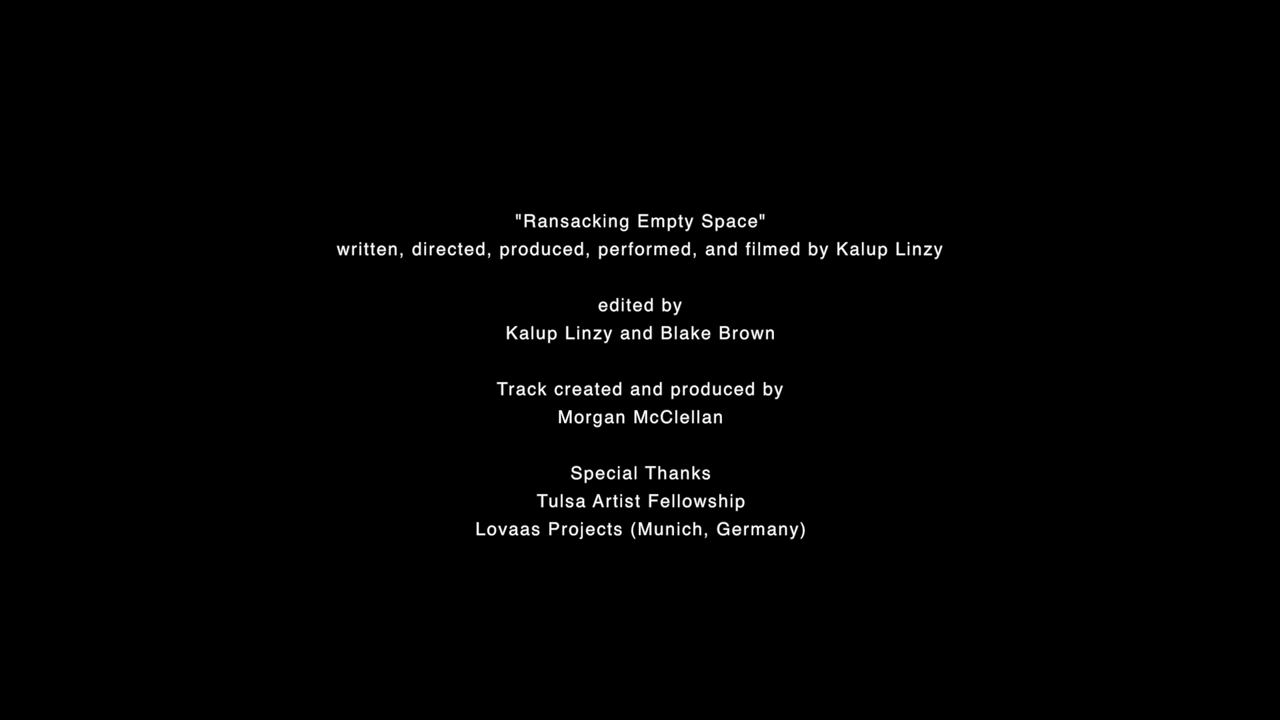 "Ransacking Empty Space"
written, directed, produced, performed, and filmed by Kalup Linzy
edited by
Kalup Linzy and Blake Brown
Track created and produced by
Morgan McClellan
Special Thanks
Tulsa Artist Fellowship
Lovaas Projects (Munich, Germany)